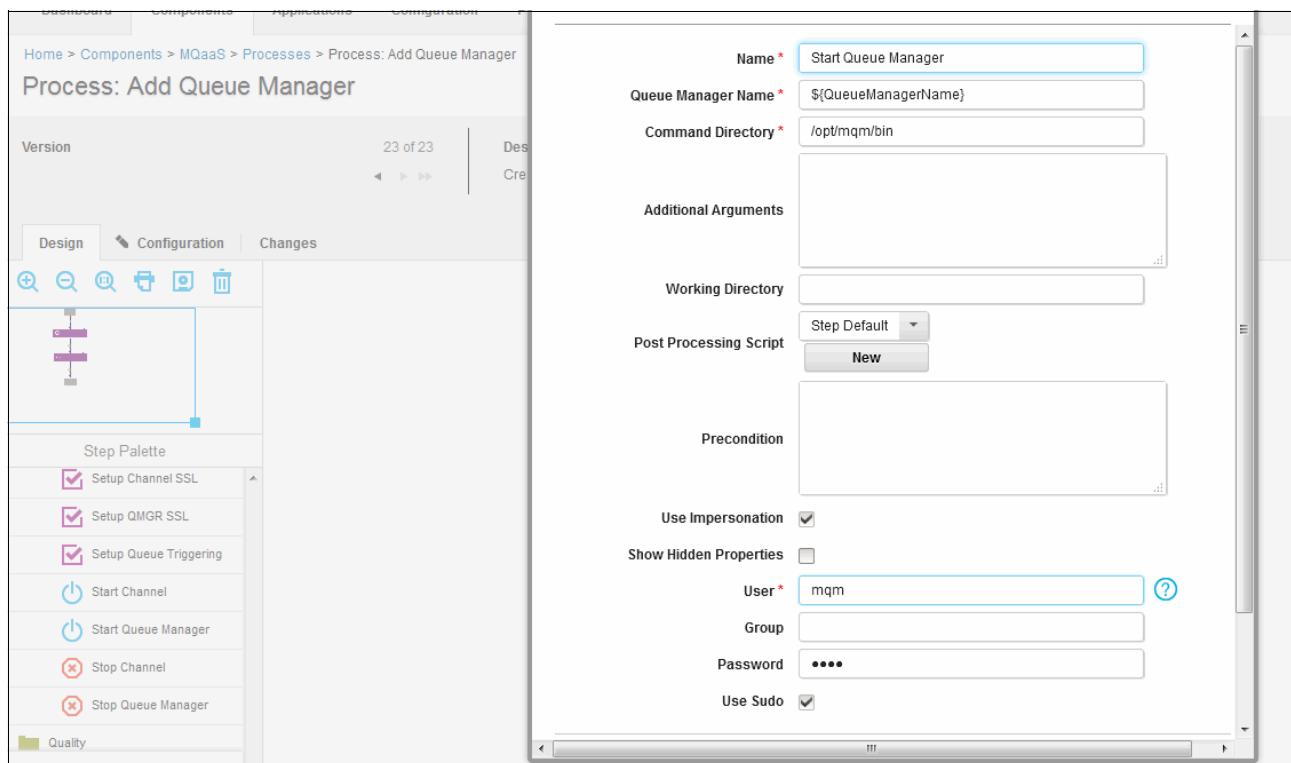 Dashboard
Components
Applications
Configuration
Home > Components > MQaaS > Processes > Process: Add Queue Manager
Process: Add Queue Manager
Version
23 of 23
Des
Cre
Design
Configuration
Changes
Step Palette
Setup Channel SSL
Setup QMGR SSL
Setup Queue Triggering
Start Channel
Start Queue Manager
Stop Channel
Stop Queue Manager
Quality
Name *
Start Queue Manager
Queue Manager Name *
${QueueManagerName}
Command Directory *
/opt/mqm/bin
Additional Arguments
Working Directory
Post Processing Script
Step Default
New
Precondition
Use Impersonation
Show Hidden Properties
User *
mqm
?
Group
Password
••••
Use Sudo